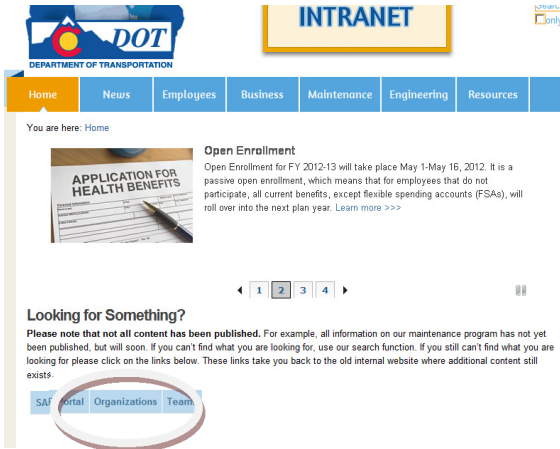 INTRANET
DOT
DEPARTMENT OF TRANSPORTATION
Home News Employees Business Maintenance Engineering Resources
You are here: Home
Open Enrollment
Open Enrollment for FY 2012-13 will take place May 1-May 16, 2012. It is a
passive open enrollment, which means that for employees that do not
participate, all current benefits, except flexible spending accounts (FSAs), will
roll over into the next plan year. Learn more >>>
APPLICATION FOR
HEALTH BENEFITS
1 2 3 4
Looking for Something?
Please note that not all content has been published. For example, all information on our maintenance program has not yet
been published, but will soon. If you can't find what you are looking for, use our search function. If you still can't find what you are
looking for please click on the links below. These links take you back to the old internal website where additional content still
exists.
Organizations